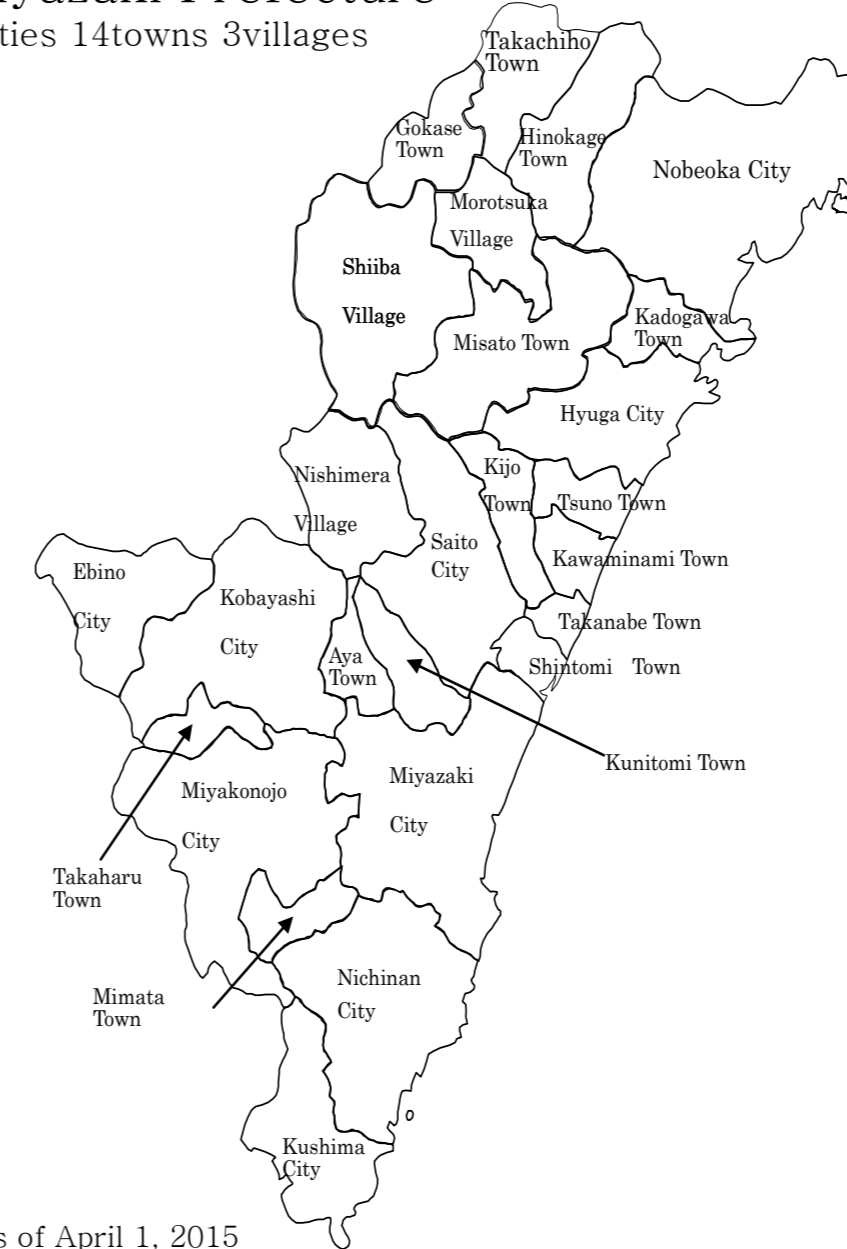 ties 14towns 3villages
Takachiho
Town
Gokase
Town
Hinokage
Town
Nobeoka City
Morotsuka
Village
Shiiba
Village
Kadogawa
Town
Misato Town
Hyuga City
Kijo
Town
Nishimera
Village
Tsuno Town
Saito
City
Kawaminami Town
Ebino
City
Kobayashi
City
Takanabe Town
Aya
Town
Shintomi Town
Kunitomi Town
Miyazaki
City
Miyakonojo
City
Takaharu
Town
Nichinan
City
Mimata
Town
Kushima
City
s of April 1, 2015